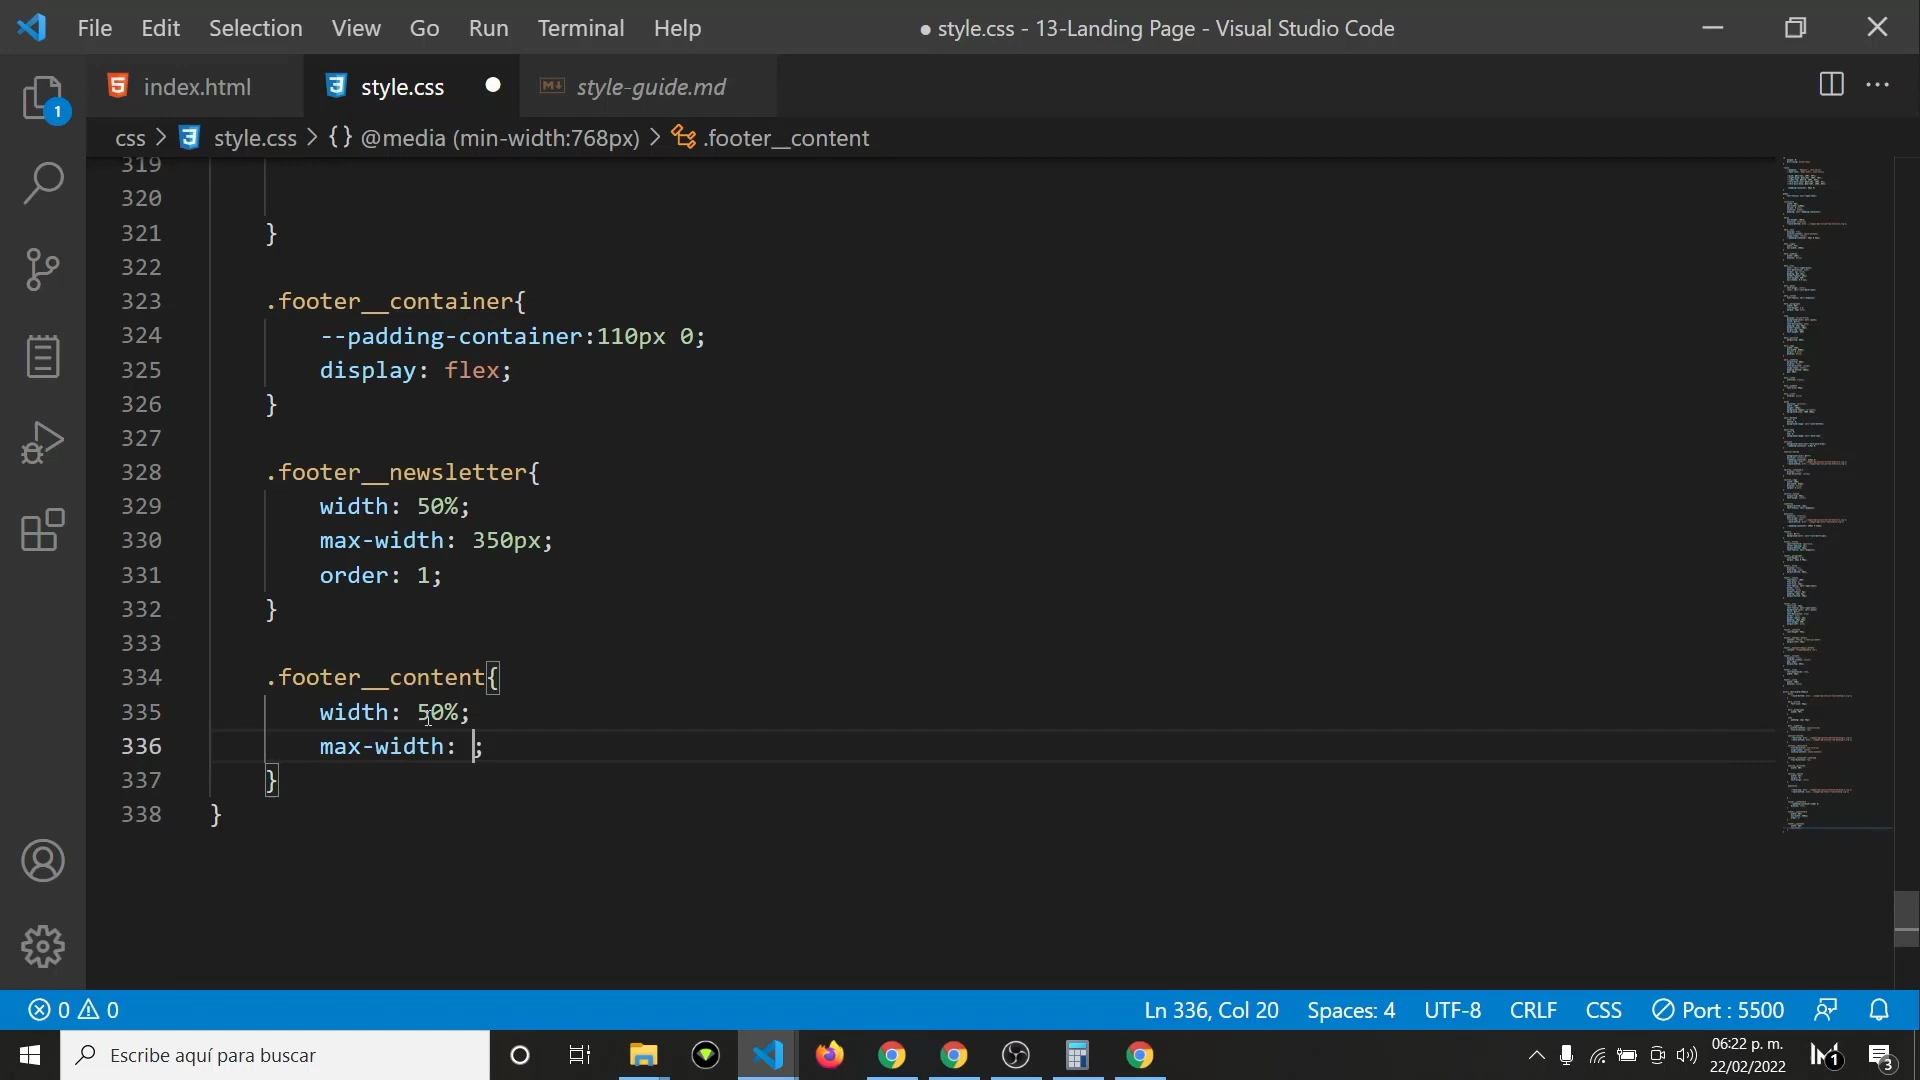 File Edit Selection View Go Run Terminal Help ● style.css - 13-Landing Page - Visual Studio Code
index.html style.css style-guide.md
1
css > style.css > {} @media (min-width:768px) > .footer__content
319
320
321 }
322
323 .footer__container{
324 --padding-container:110px 0;
325 display: flex;
326 }
327
328 .footer__newsletter{
329 width: 50%;
330 max-width: 350px;
331 order: 1;
332 }
333
334 .footer__content{
335 width: 50%;
336 max-width: ;
337 }
338 }
0 0 Ln 336, Col 20 Spaces: 4 UTF-8 CRLF CSS Port : 5500
Escribe aquí para buscar
06:22 p. m.
22/02/2022
1
3